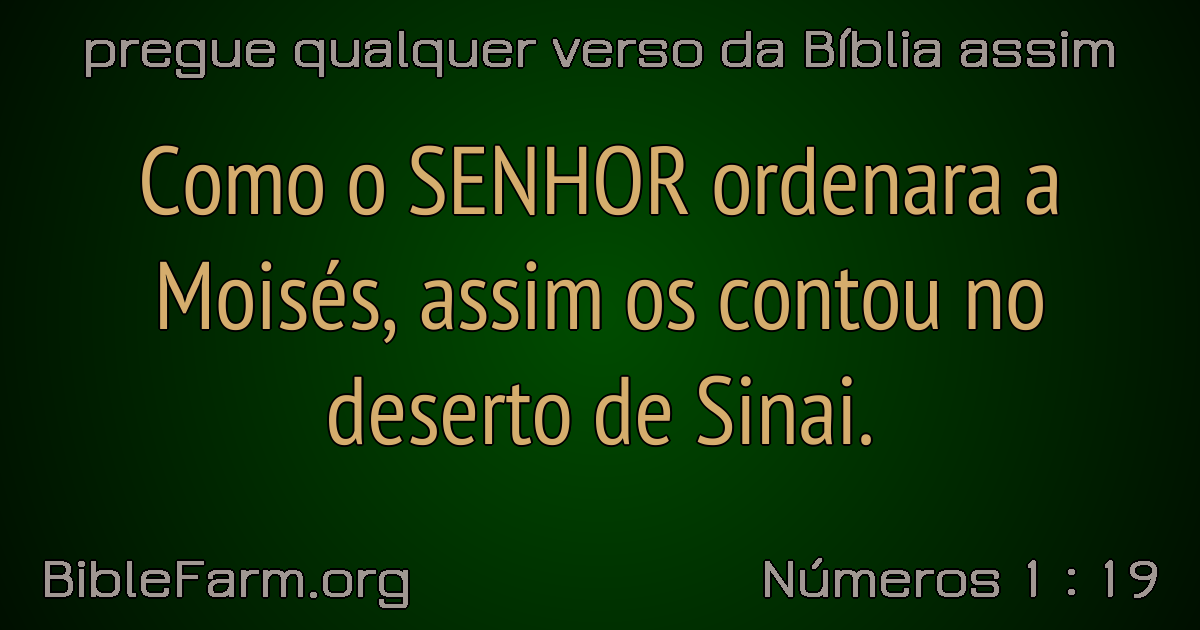 pregue qualquer verso da Bíblia assim
Como o SENHOR ordenara a
Moisés, assim os contou no
deserto de Sinai.
BibleFarm.org
Números 1 : 19